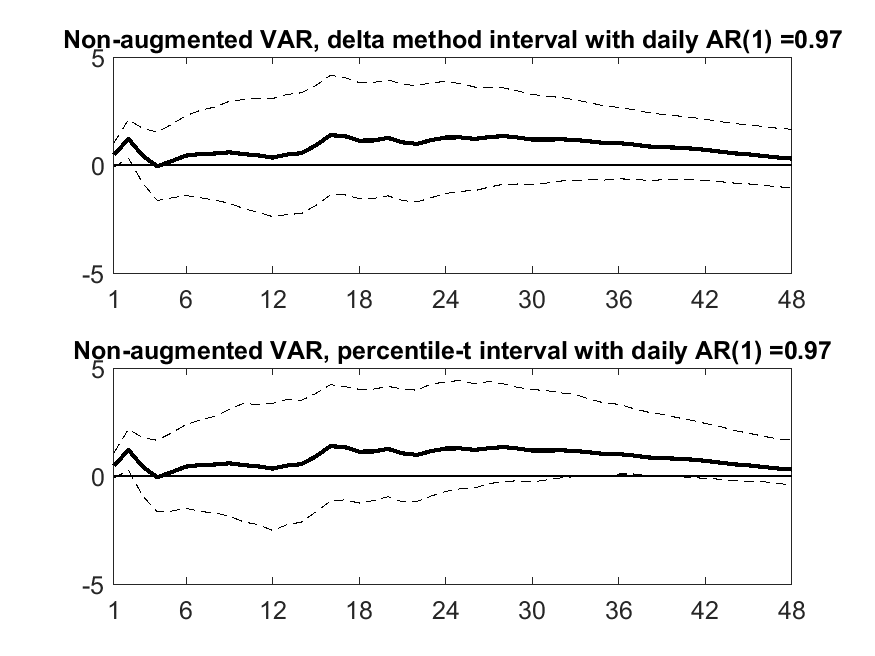 Non-augmented VAR, delta method interval with daily AR(1) =0.97
5
0
-5
1 6 12 18 24 30 36 42 48
Non-augmented VAR, percentile-t interval with daily AR(1) =0.97
5
0
-5
1 6 12 18 24 30 36 42 48